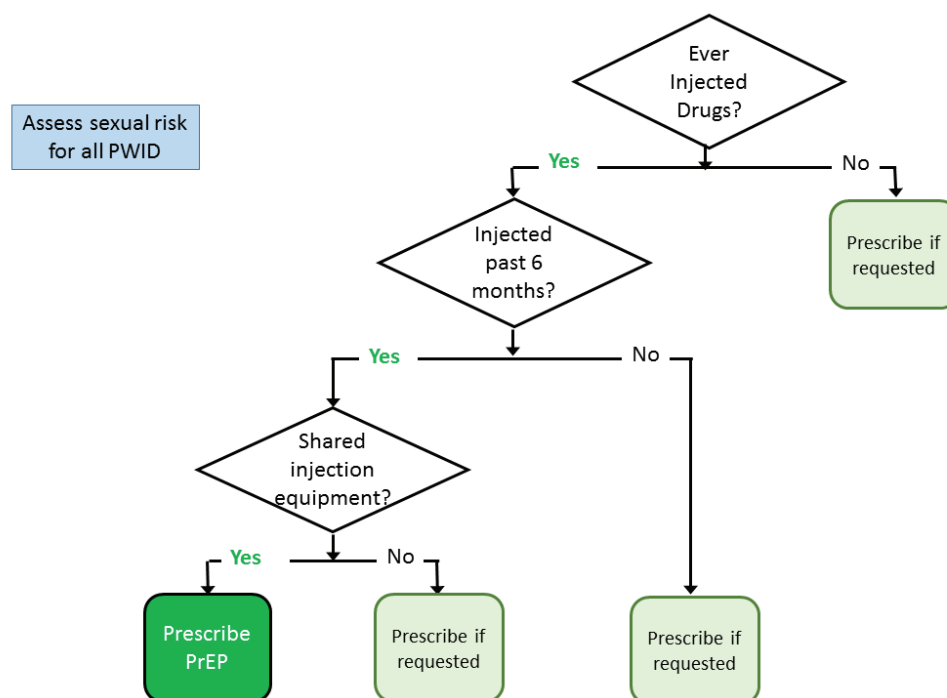 Ever
Injected
Drugs?
Assess sexual risk
for all PWID
Yes
No
Injected
past 6
months?
Prescribe if
requested
Yes
No
Shared
injection
equipment?
Yes
No
Prescribe
PrEP
Prescribe if
requested
Prescribe if
requested